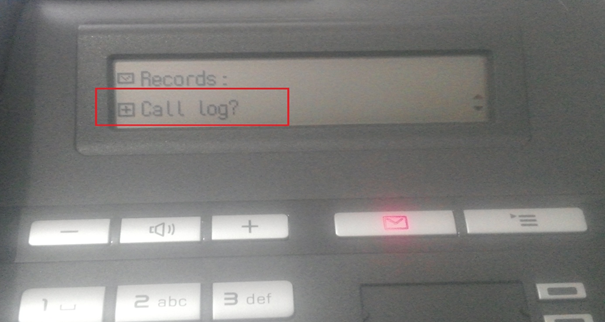 Records:
Call log?
1
2 abc
3 def